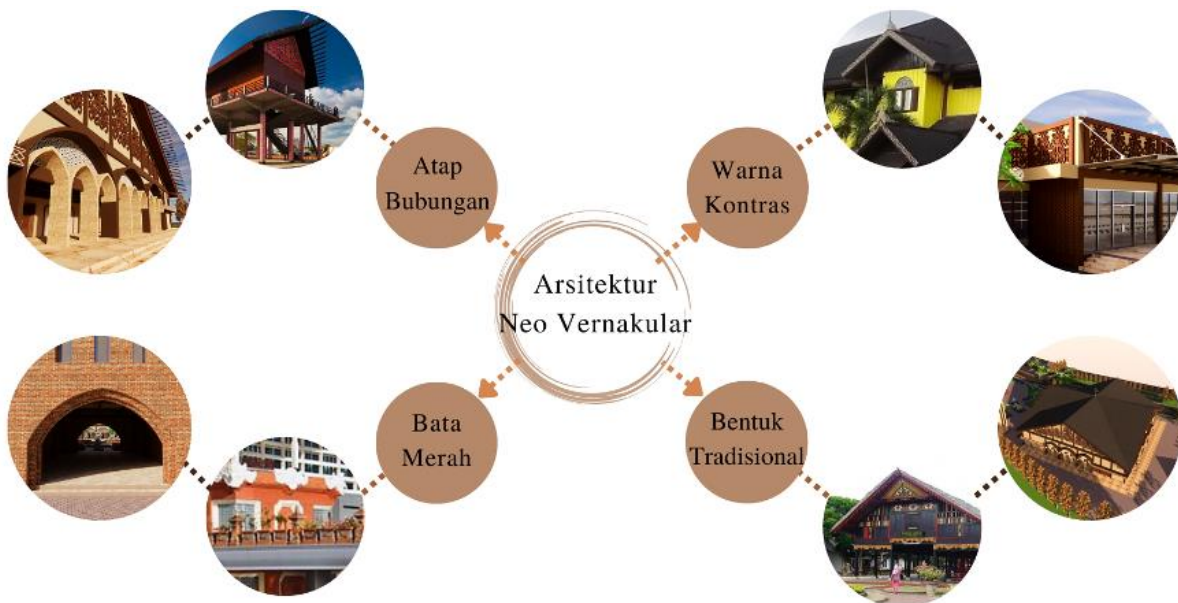 Atap
Bubungan
Warna
Kontras
Arsitektur
Neo Vernakular
Bata
Merah
Bentuk
Tradisional